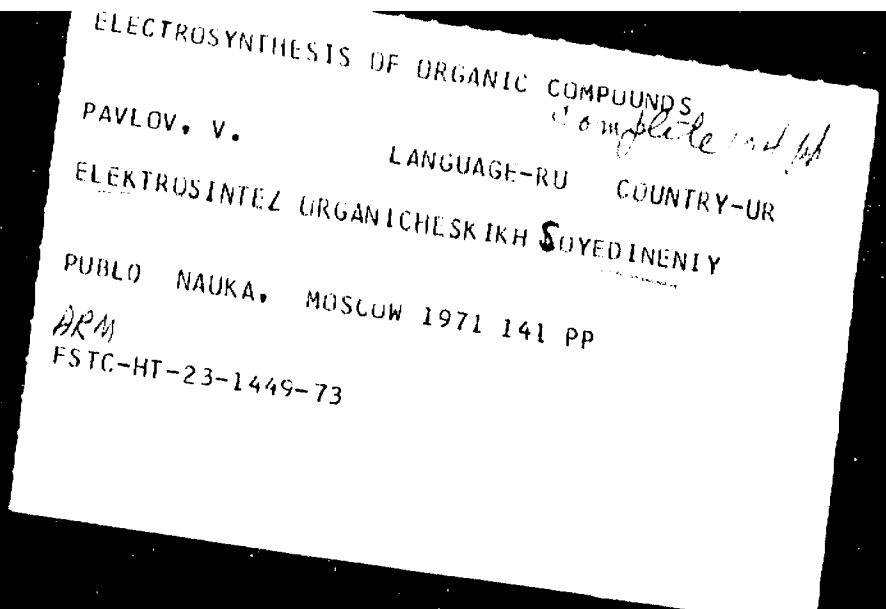 ELECTROSYNTHESIS OF ORGANIC COMPOUNDS
Complete
PAVLOV, V.
LANGUAGE-RU COUNTRY-UR
ELEKTROSINTEZ ORGANICHESKIKH SOYEDINENIY
PUBLO NAUKA, MOSCOW 1971 141 PP
ARM
FSTC-HT-23-1449-73